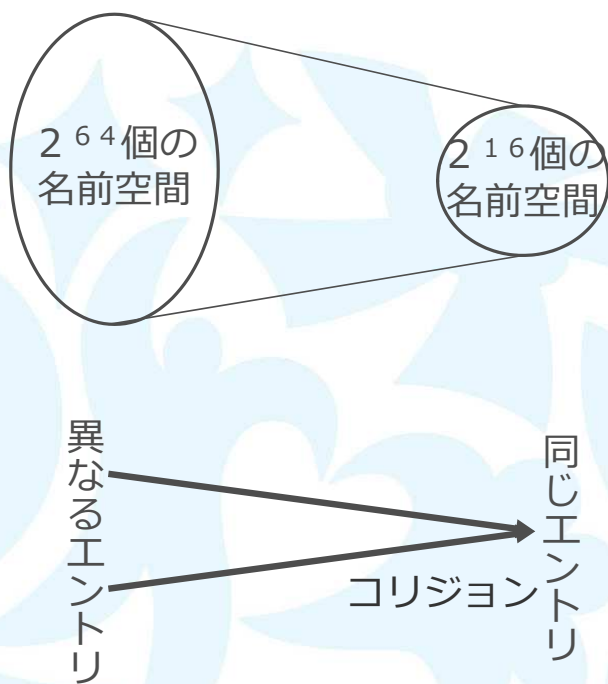 ２⁶⁴個の
名前空間
２¹⁶個の
名前空間
異なるエントリ
同じエントリ
コリジョン